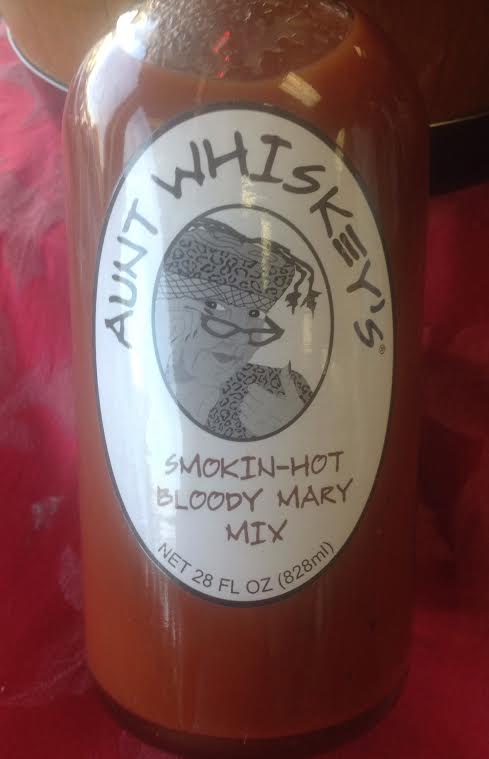 AUNT WHISKEY'S®
SMOKIN-HOT
BLOODY MARY
MIX
NET 28 FL OZ (828ml)